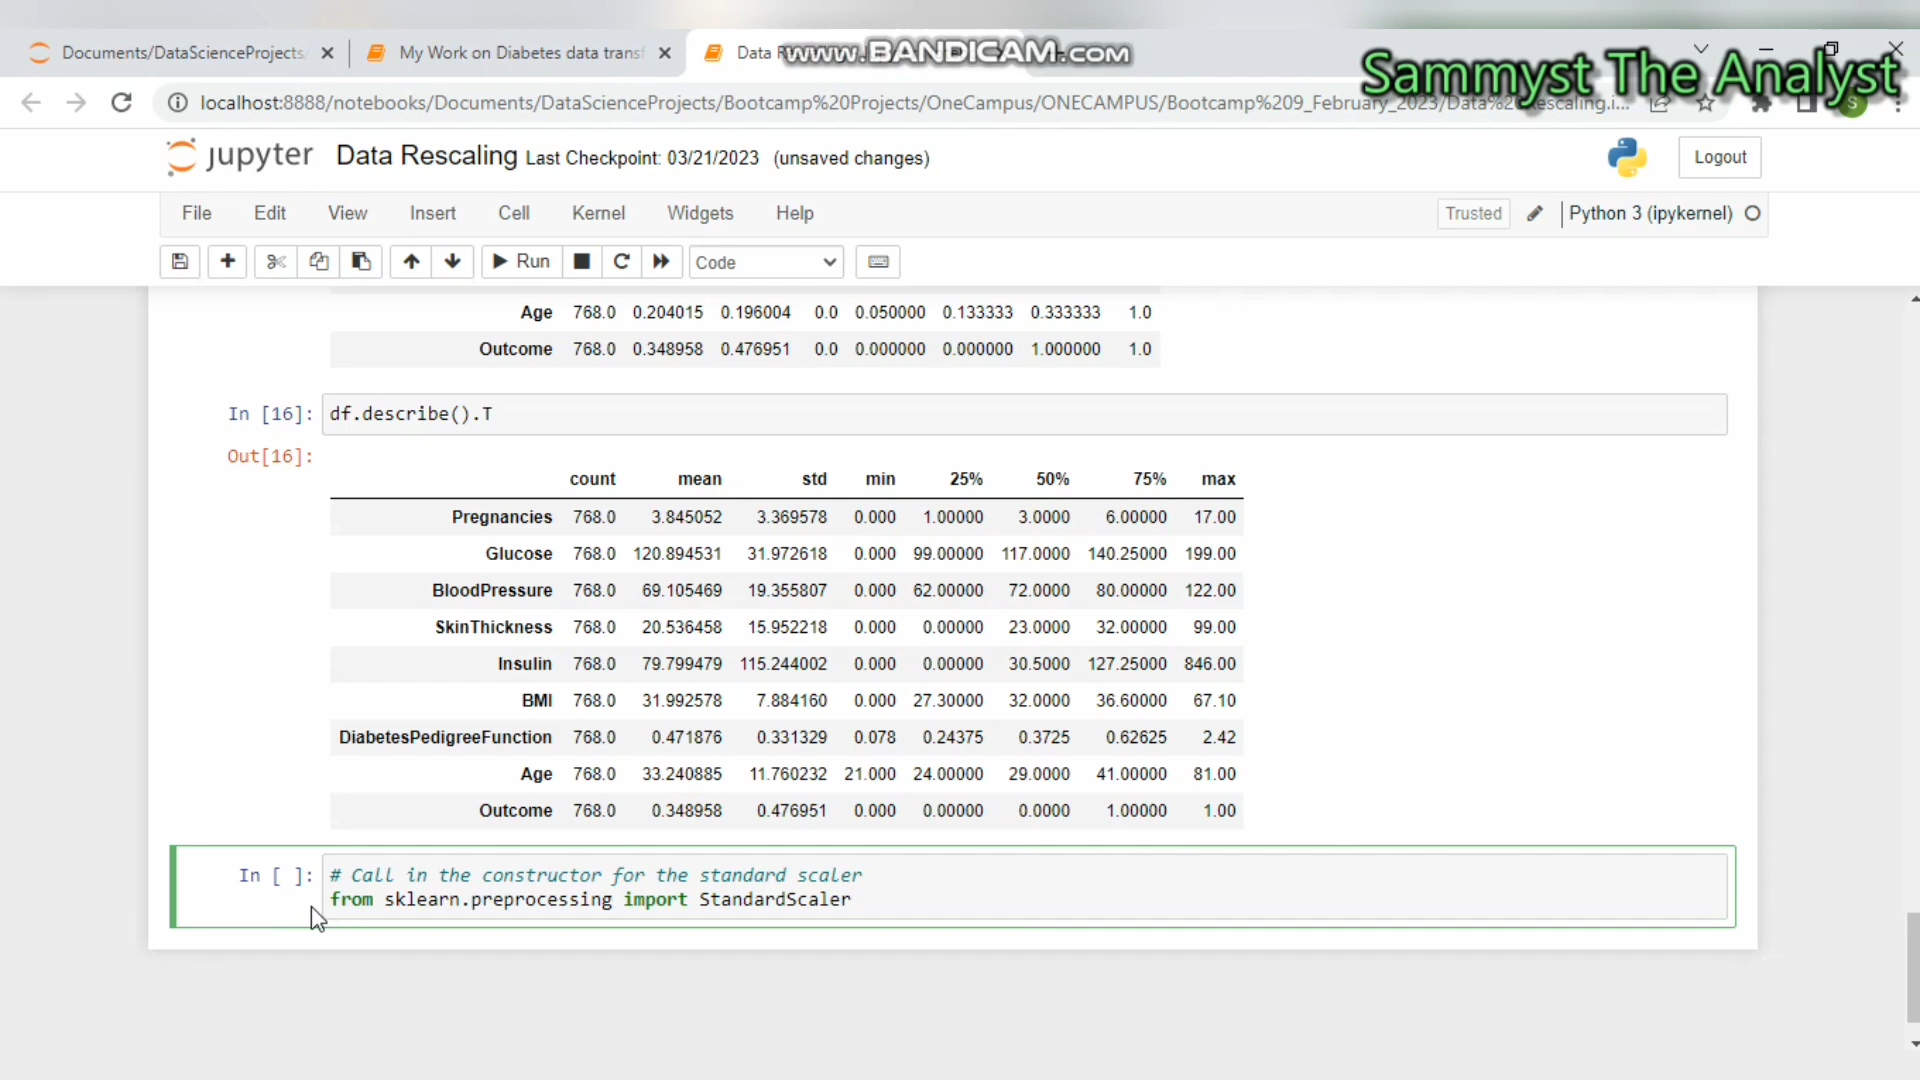 Documents/DataScienceProjects/
My Work on Diabetes data transf
Data R
www.BANDICAM.com
Sammyst The Analyst
localhost:8888/notebooks/Documents/DataScienceProjects/Bootcamp%20Projects/OneCampus/ONECAMPUS/Bootcamp%209_February_2023/Data%20Rescaling.i...
S
jupyter Data Rescaling Last Checkpoint: 03/21/2023 (unsaved changes)
Logout
File Edit View Insert Cell Kernel Widgets Help
Trusted Python 3 (ipykernel)
Run Code
Age 768.0 0.204015 0.196004 0.0 0.050000 0.133333 0.333333 1.0
Outcome 768.0 0.348958 0.476951 0.0 0.000000 0.000000 1.000000 1.0
In [16]: df.describe().T
Out[16]:
count mean std min 25% 50% 75% max
Pregnancies 768.0 3.845052 3.369578 0.000 1.00000 3.0000 6.00000 17.00
Glucose 768.0 120.894531 31.972618 0.000 99.00000 117.0000 140.25000 199.00
BloodPressure 768.0 69.105469 19.355807 0.000 62.00000 72.0000 80.00000 122.00
SkinThickness 768.0 20.536458 15.952218 0.000 0.00000 23.0000 32.00000 99.00
Insulin 768.0 79.799479 115.244002 0.000 0.00000 30.5000 127.25000 846.00
BMI 768.0 31.992578 7.884160 0.000 27.30000 32.0000 36.60000 67.10
DiabetesPedigreeFunction 768.0 0.471876 0.331329 0.078 0.24375 0.3725 0.62625 2.42
Age 768.0 33.240885 11.760232 21.000 24.00000 29.0000 41.00000 81.00
Outcome 768.0 0.348958 0.476951 0.000 0.00000 0.0000 1.00000 1.00
In [ ]: # Call in the constructor for the standard scaler
from sklearn.preprocessing import StandardScaler